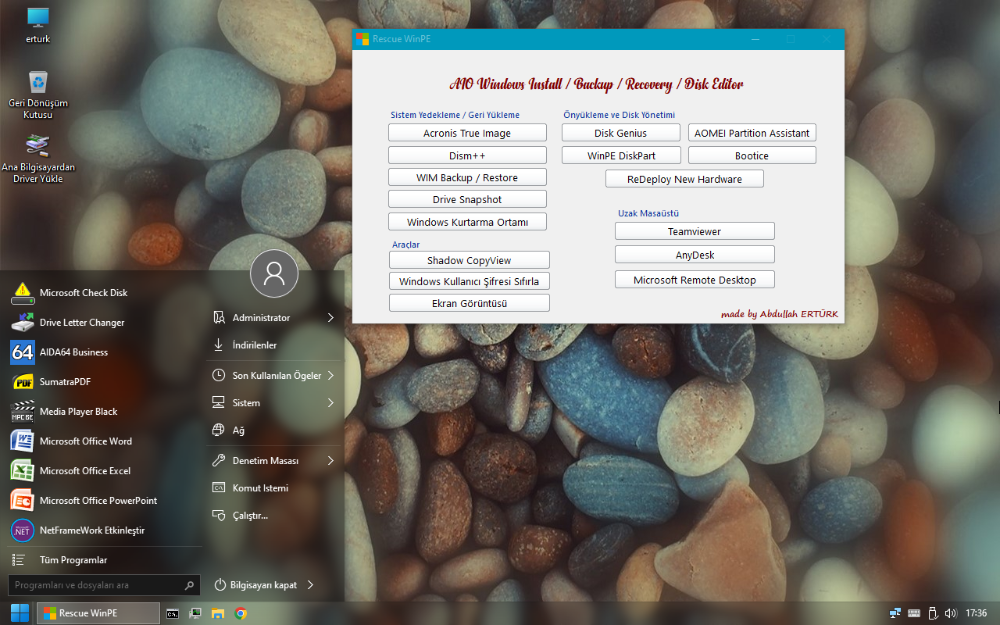 erturk
Geri Dönüşüm
Kutusu
Ana Bilgisayardan
Driver Yükle
Rescue WinPE
AIO Windows Install / Backup / Recovery / Disk Editor
Sistem Yedekleme / Geri Yükleme
Acronis True Image
Dism++
WIM Backup / Restore
Drive Snapshot
Windows Kurtarma Ortamı
Araçlar
Shadow CopyView
Windows Kullanıcı Şifresi Sıfırla
Ekran Görüntüsü
Önyükleme ve Disk Yönetimi
Disk Genius
AOMEI Partition Assistant
WinPE DiskPart
Bootice
ReDeploy New Hardware
Uzak Masaüstü
Teamviewer
AnyDesk
Microsoft Remote Desktop
made by Abdullah ERTÜRK
Microsoft Check Disk
Drive Letter Changer
64 AIDA64 Business
PDF SumatraPDF
MPC-BE Media Player Black
Microsoft Office Word
Microsoft Office Excel
Microsoft Office PowerPoint
.NET NetFrameWork Etkinleştir
Tüm Programlar
Programları ve dosyaları ara
Administrator
İndirilenler
Son Kullanılan Ögeler
Sistem
Ağ
Denetim Masası
Komut İstemi
Çalıştır...
Bilgisayarı kapat
Rescue WinPE
17:36